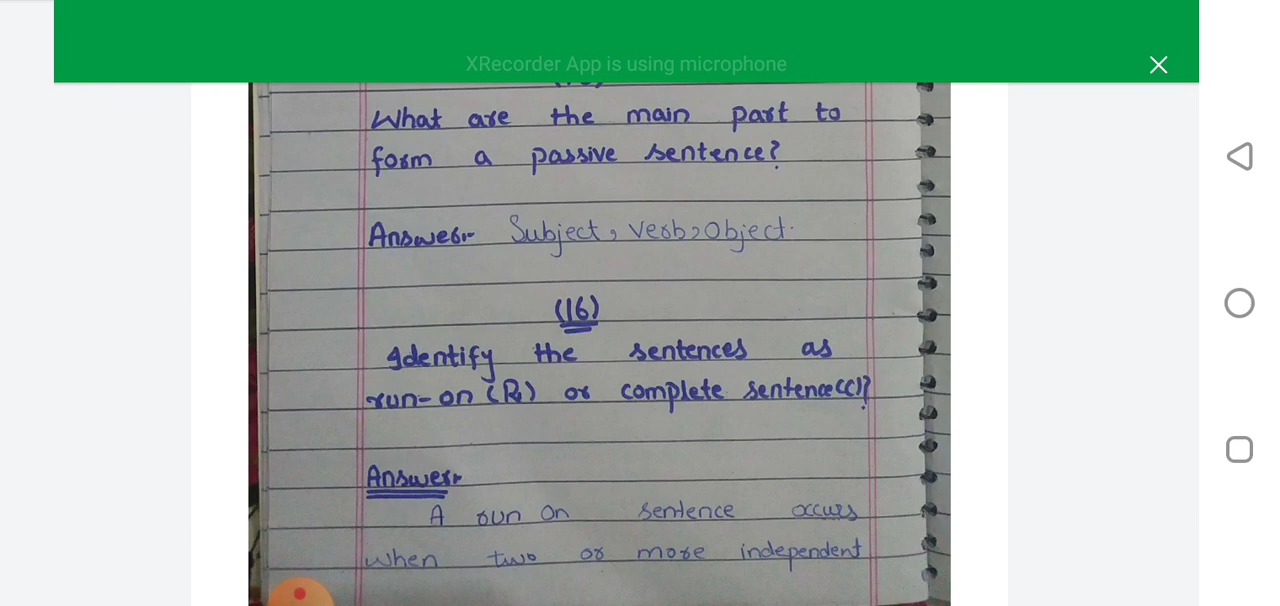 XRecorder App is using microphone
What are the main part to
form a passive sentence?
Answer:- Subject, Verb, Object.
(16)
Identify the sentences as
run-on (R) or complete sentence(C)?
Answer:-
A run on sentence occurs
when two or more independent